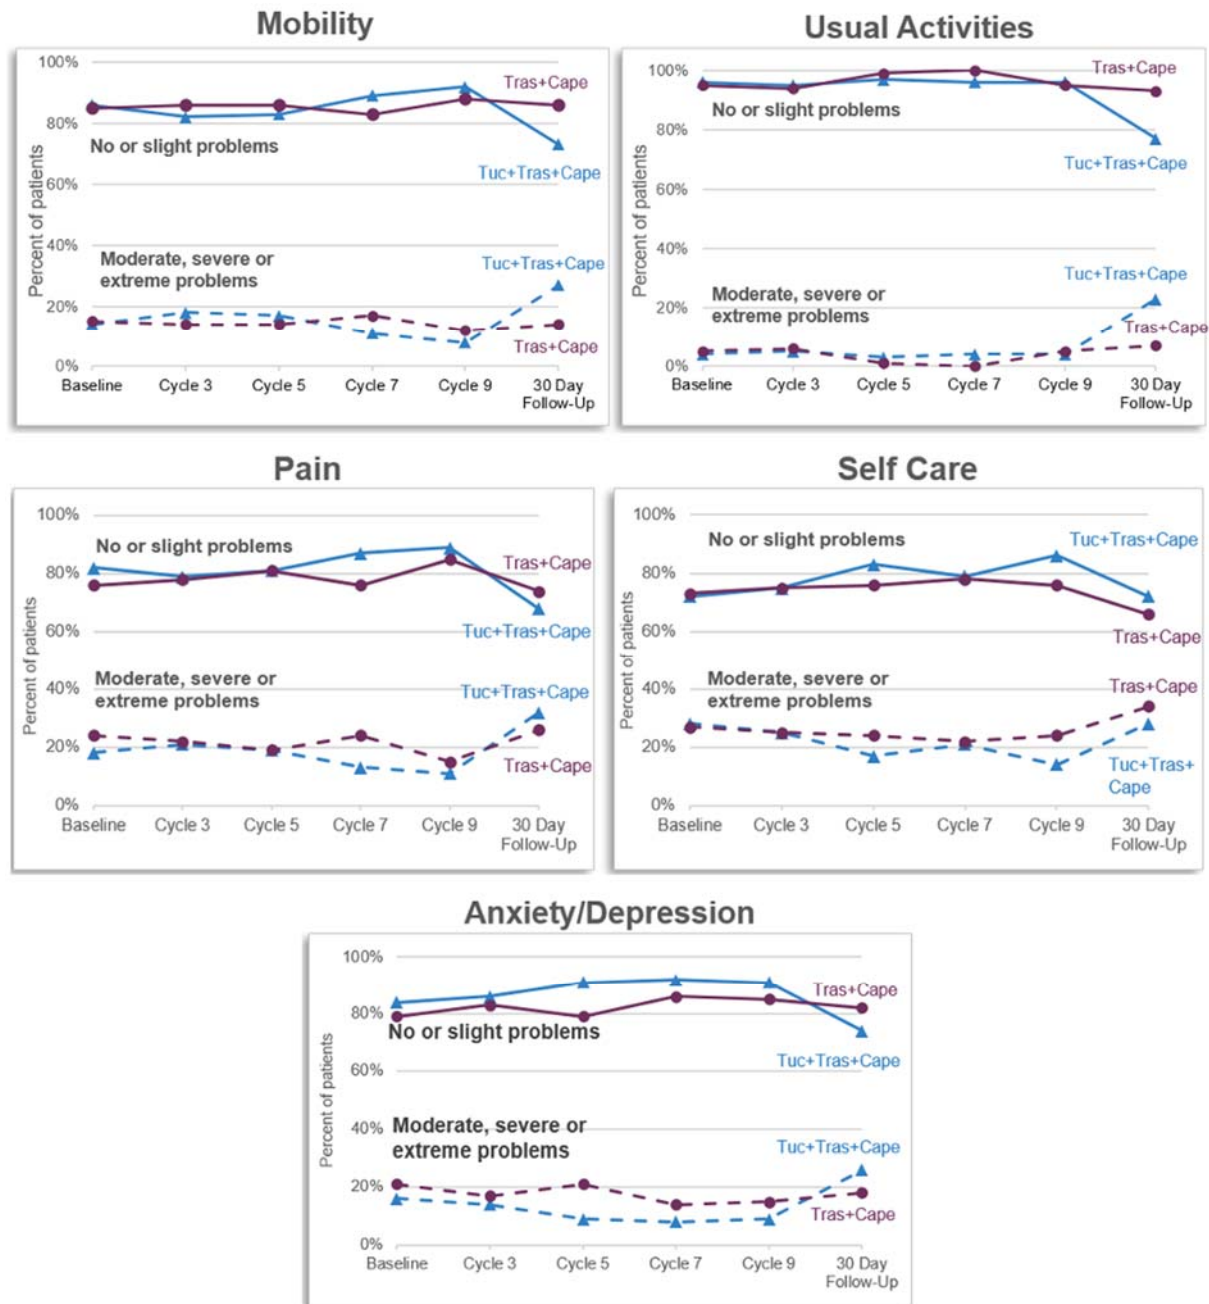 Mobility
100%
80%
60%
40%
20%
0%
Percent of patients
No or slight problems
Moderate, severe or
extreme problems
Tras+Cape
Tuc+Tras+Cape
Tuc+Tras+Cape
Tras+Cape
Baseline Cycle 3 Cycle 5 Cycle 7 Cycle 9 30 Day
Follow-Up
Usual Activities
100%
80%
60%
40%
20%
0%
Percent of patients
No or slight problems
Moderate, severe or
extreme problems
Tras+Cape
Tuc+Tras+Cape
Tuc+Tras+Cape
Tras+Cape
Baseline Cycle 3 Cycle 5 Cycle 7 Cycle 9 30 Day
Follow-Up
Pain
100%
80%
60%
40%
20%
0%
Percent of patients
No or slight problems
Moderate, severe or
extreme problems
Tras+Cape
Tuc+Tras+Cape
Tuc+Tras+Cape
Tras+Cape
Baseline Cycle 3 Cycle 5 Cycle 7 Cycle 9 30 Day
Follow-Up
Self Care
100%
80%
60%
40%
20%
0%
Percent of patients
No or slight problems
Moderate, severe or
extreme problems
Tuc+Tras+Cape
Tras+Cape
Tras+Cape
Tuc+Tras+
Cape
Baseline Cycle 3 Cycle 5 Cycle 7 Cycle 9 30 Day
Follow-Up
Anxiety/Depression
100%
80%
60%
40%
20%
0%
Percent of patients
No or slight problems
Moderate, severe or
extreme problems
Tras+Cape
Tuc+Tras+Cape
Tuc+Tras+Cape
Tras+Cape
Baseline Cycle 3 Cycle 5 Cycle 7 Cycle 9 30 Day
Follow-Up